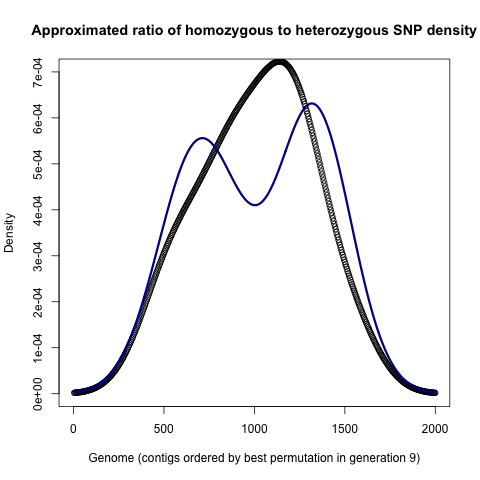 Approximated ratio of homozygous to heterozygous SNP density
Density
7e-04
6e-04
5e-04
4e-04
3e-04
2e-04
1e-04
0e+00
0 500 1000 1500 2000
Genome (contigs ordered by best permutation in generation 9)